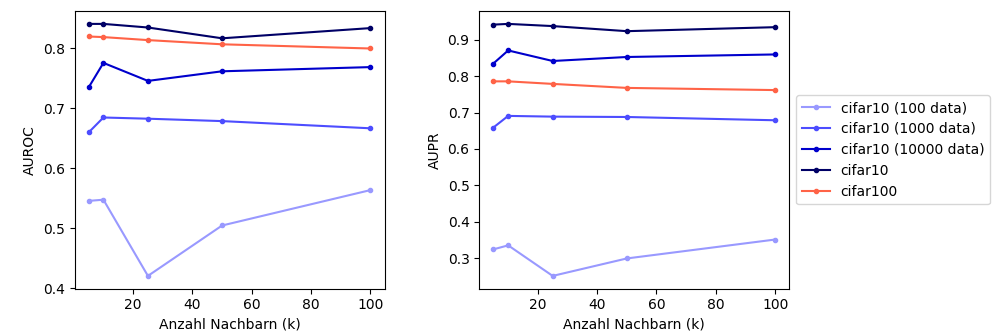 AUROC
0.8
0.7
0.6
0.5
0.4
20 40 60 80 100
Anzahl Nachbarn (k)
AUPR
0.9
0.8
0.7
0.6
0.5
0.4
0.3
20 40 60 80 100
Anzahl Nachbarn (k)
cifar10 (100 data)
cifar10 (1000 data)
cifar10 (10000 data)
cifar10
cifar100